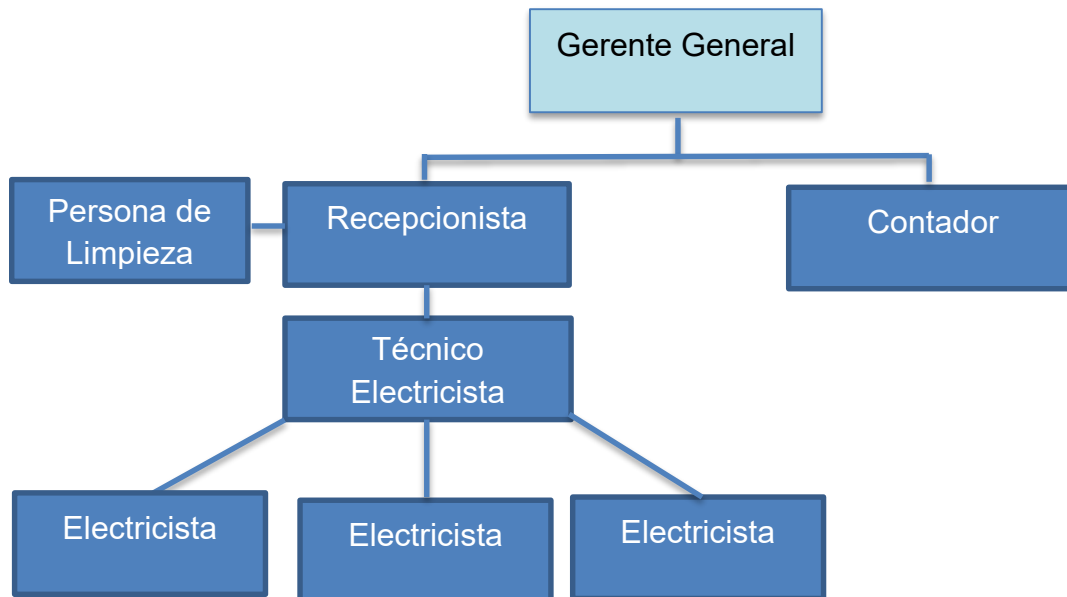 Gerente General
Persona de
Limpieza
Recepcionista
Contador
Técnico
Electricista
Electricista
Electricista
Electricista